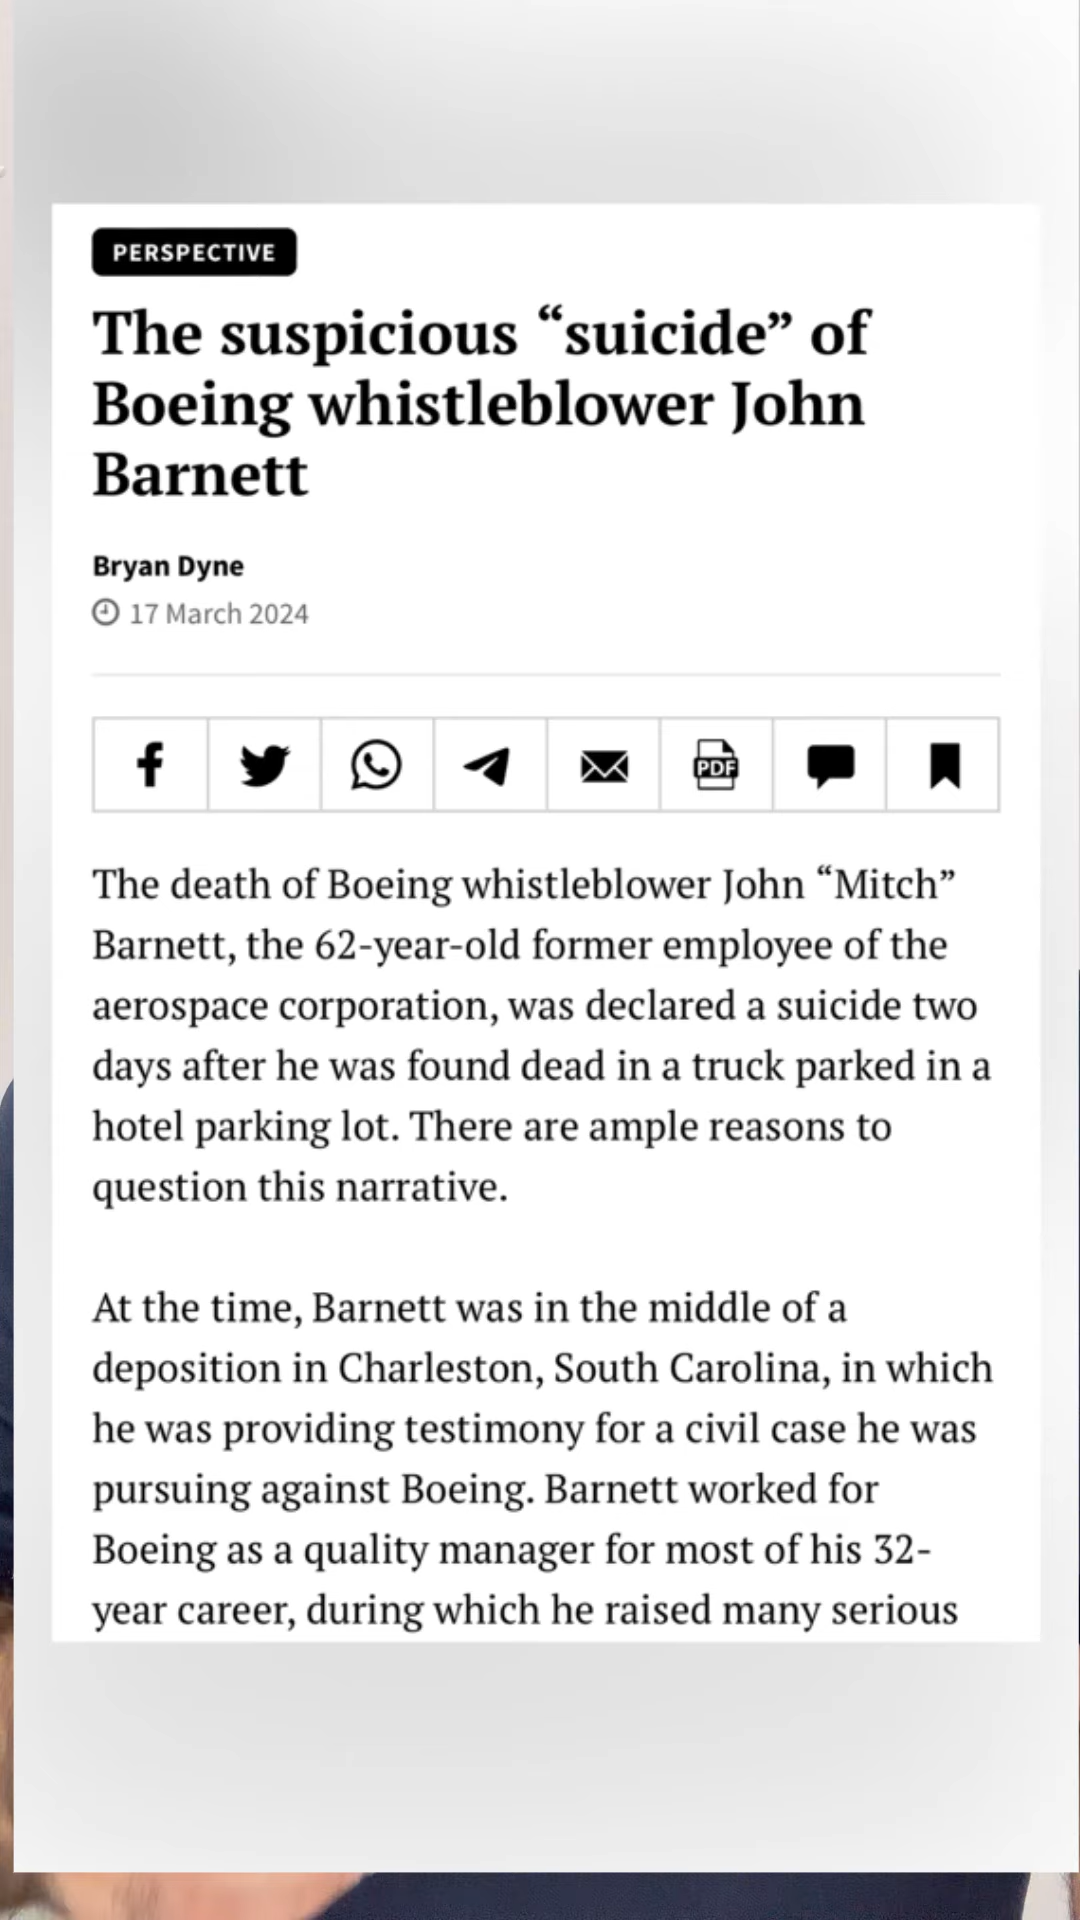 PERSPECTIVE
The suspicious “suicide” of
Boeing whistleblower John
Barnett
Bryan Dyne
17 March 2024
PDF
The death of Boeing whistleblower John “Mitch”
Barnett, the 62-year-old former employee of the
aerospace corporation, was declared a suicide two
days after he was found dead in a truck parked in a
hotel parking lot. There are ample reasons to
question this narrative.
At the time, Barnett was in the middle of a
deposition in Charleston, South Carolina, in which
he was providing testimony for a civil case he was
pursuing against Boeing. Barnett worked for
Boeing as a quality manager for most of his 32-
year career, during which he raised many serious